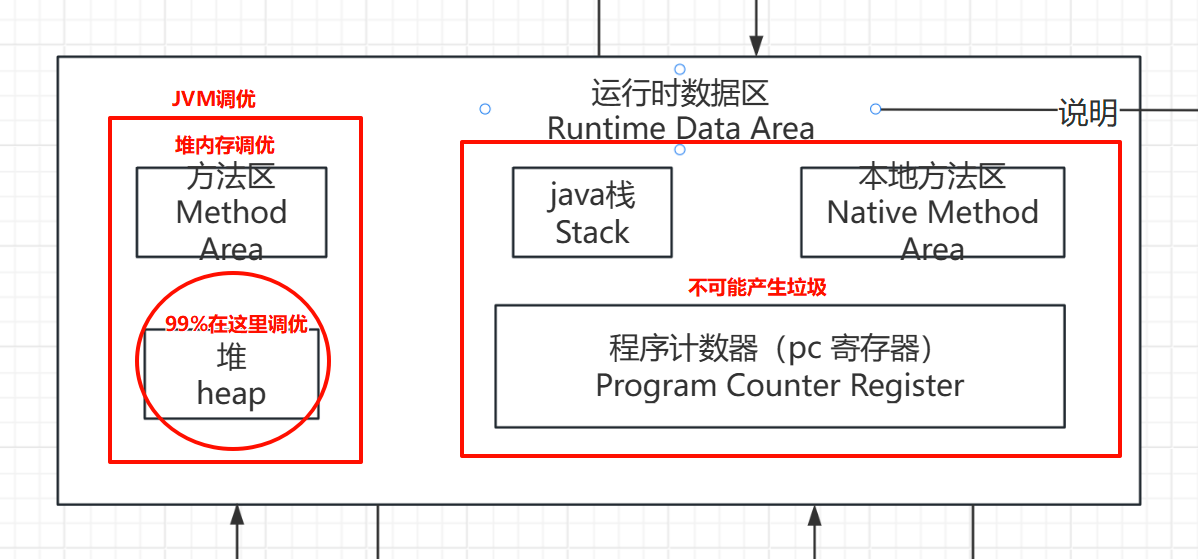 JVM调优
堆内存调优
方法区
Method
Area
99%在这里调优
堆
heap
运行时数据区
Runtime Data Area
说明
java栈
Stack
本地方法区
Native Method
Area
不可能产生垃圾
程序计数器（pc 寄存器）
Program Counter Register